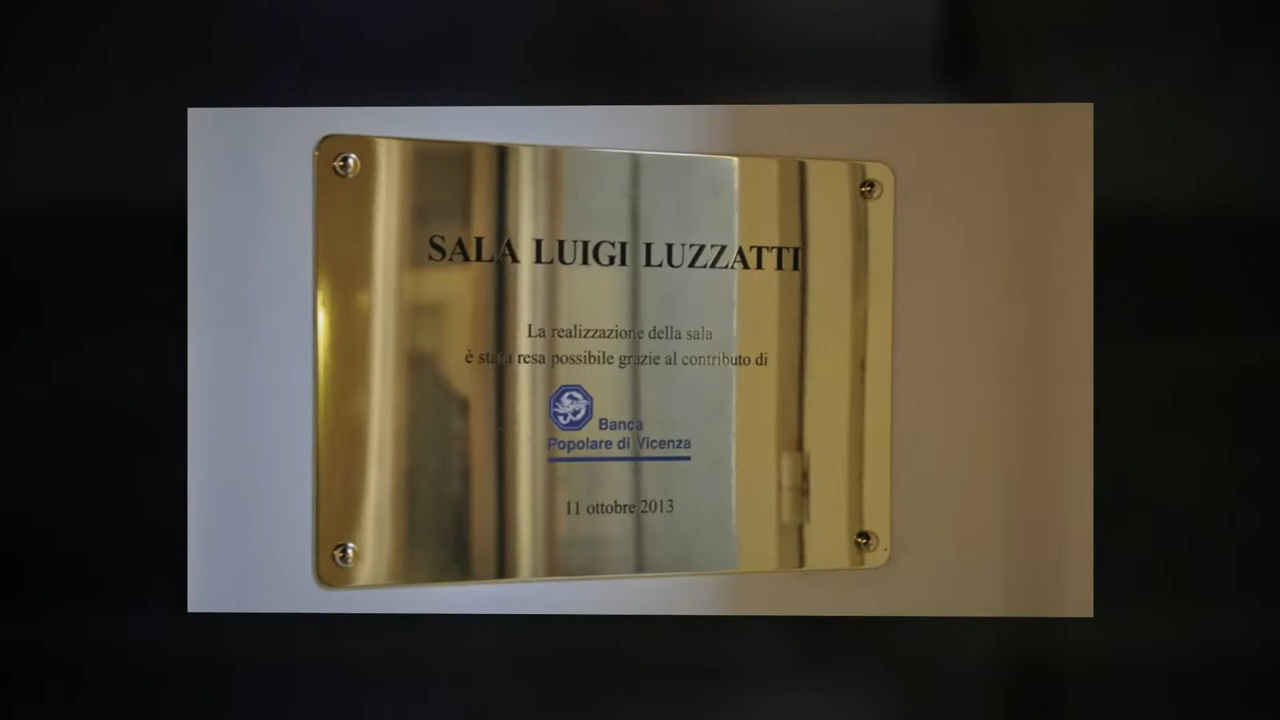 SALA LUIGI LUZZATTI
La realizzazione della sala
è stata resa possibile grazie al contributo di
Banca
Popolare di Vicenza
11 ottobre 2013